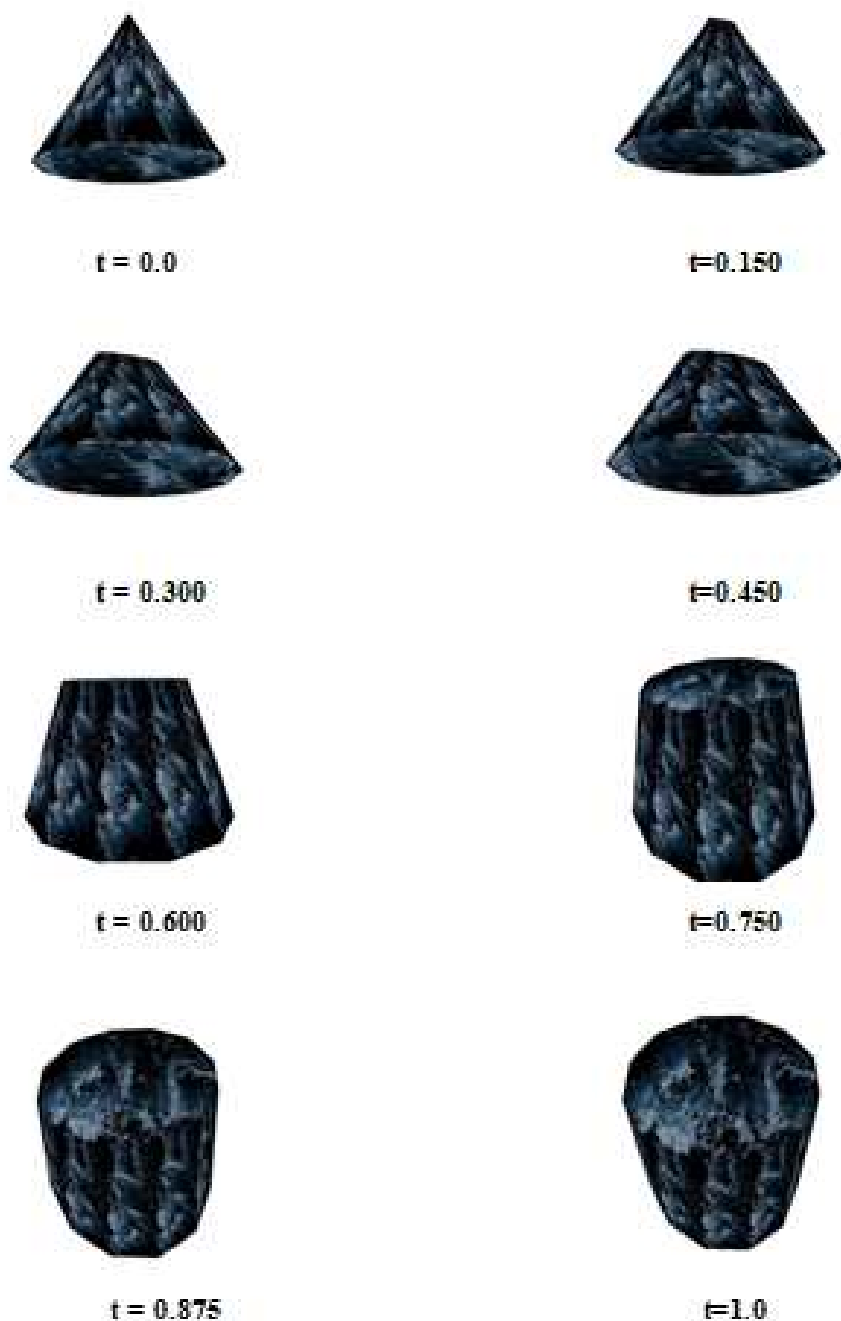 t = 0.0
t=0.150
t = 0.300
t=0.450
t = 0.600
t=0.750
t = 0.875
t=1.0